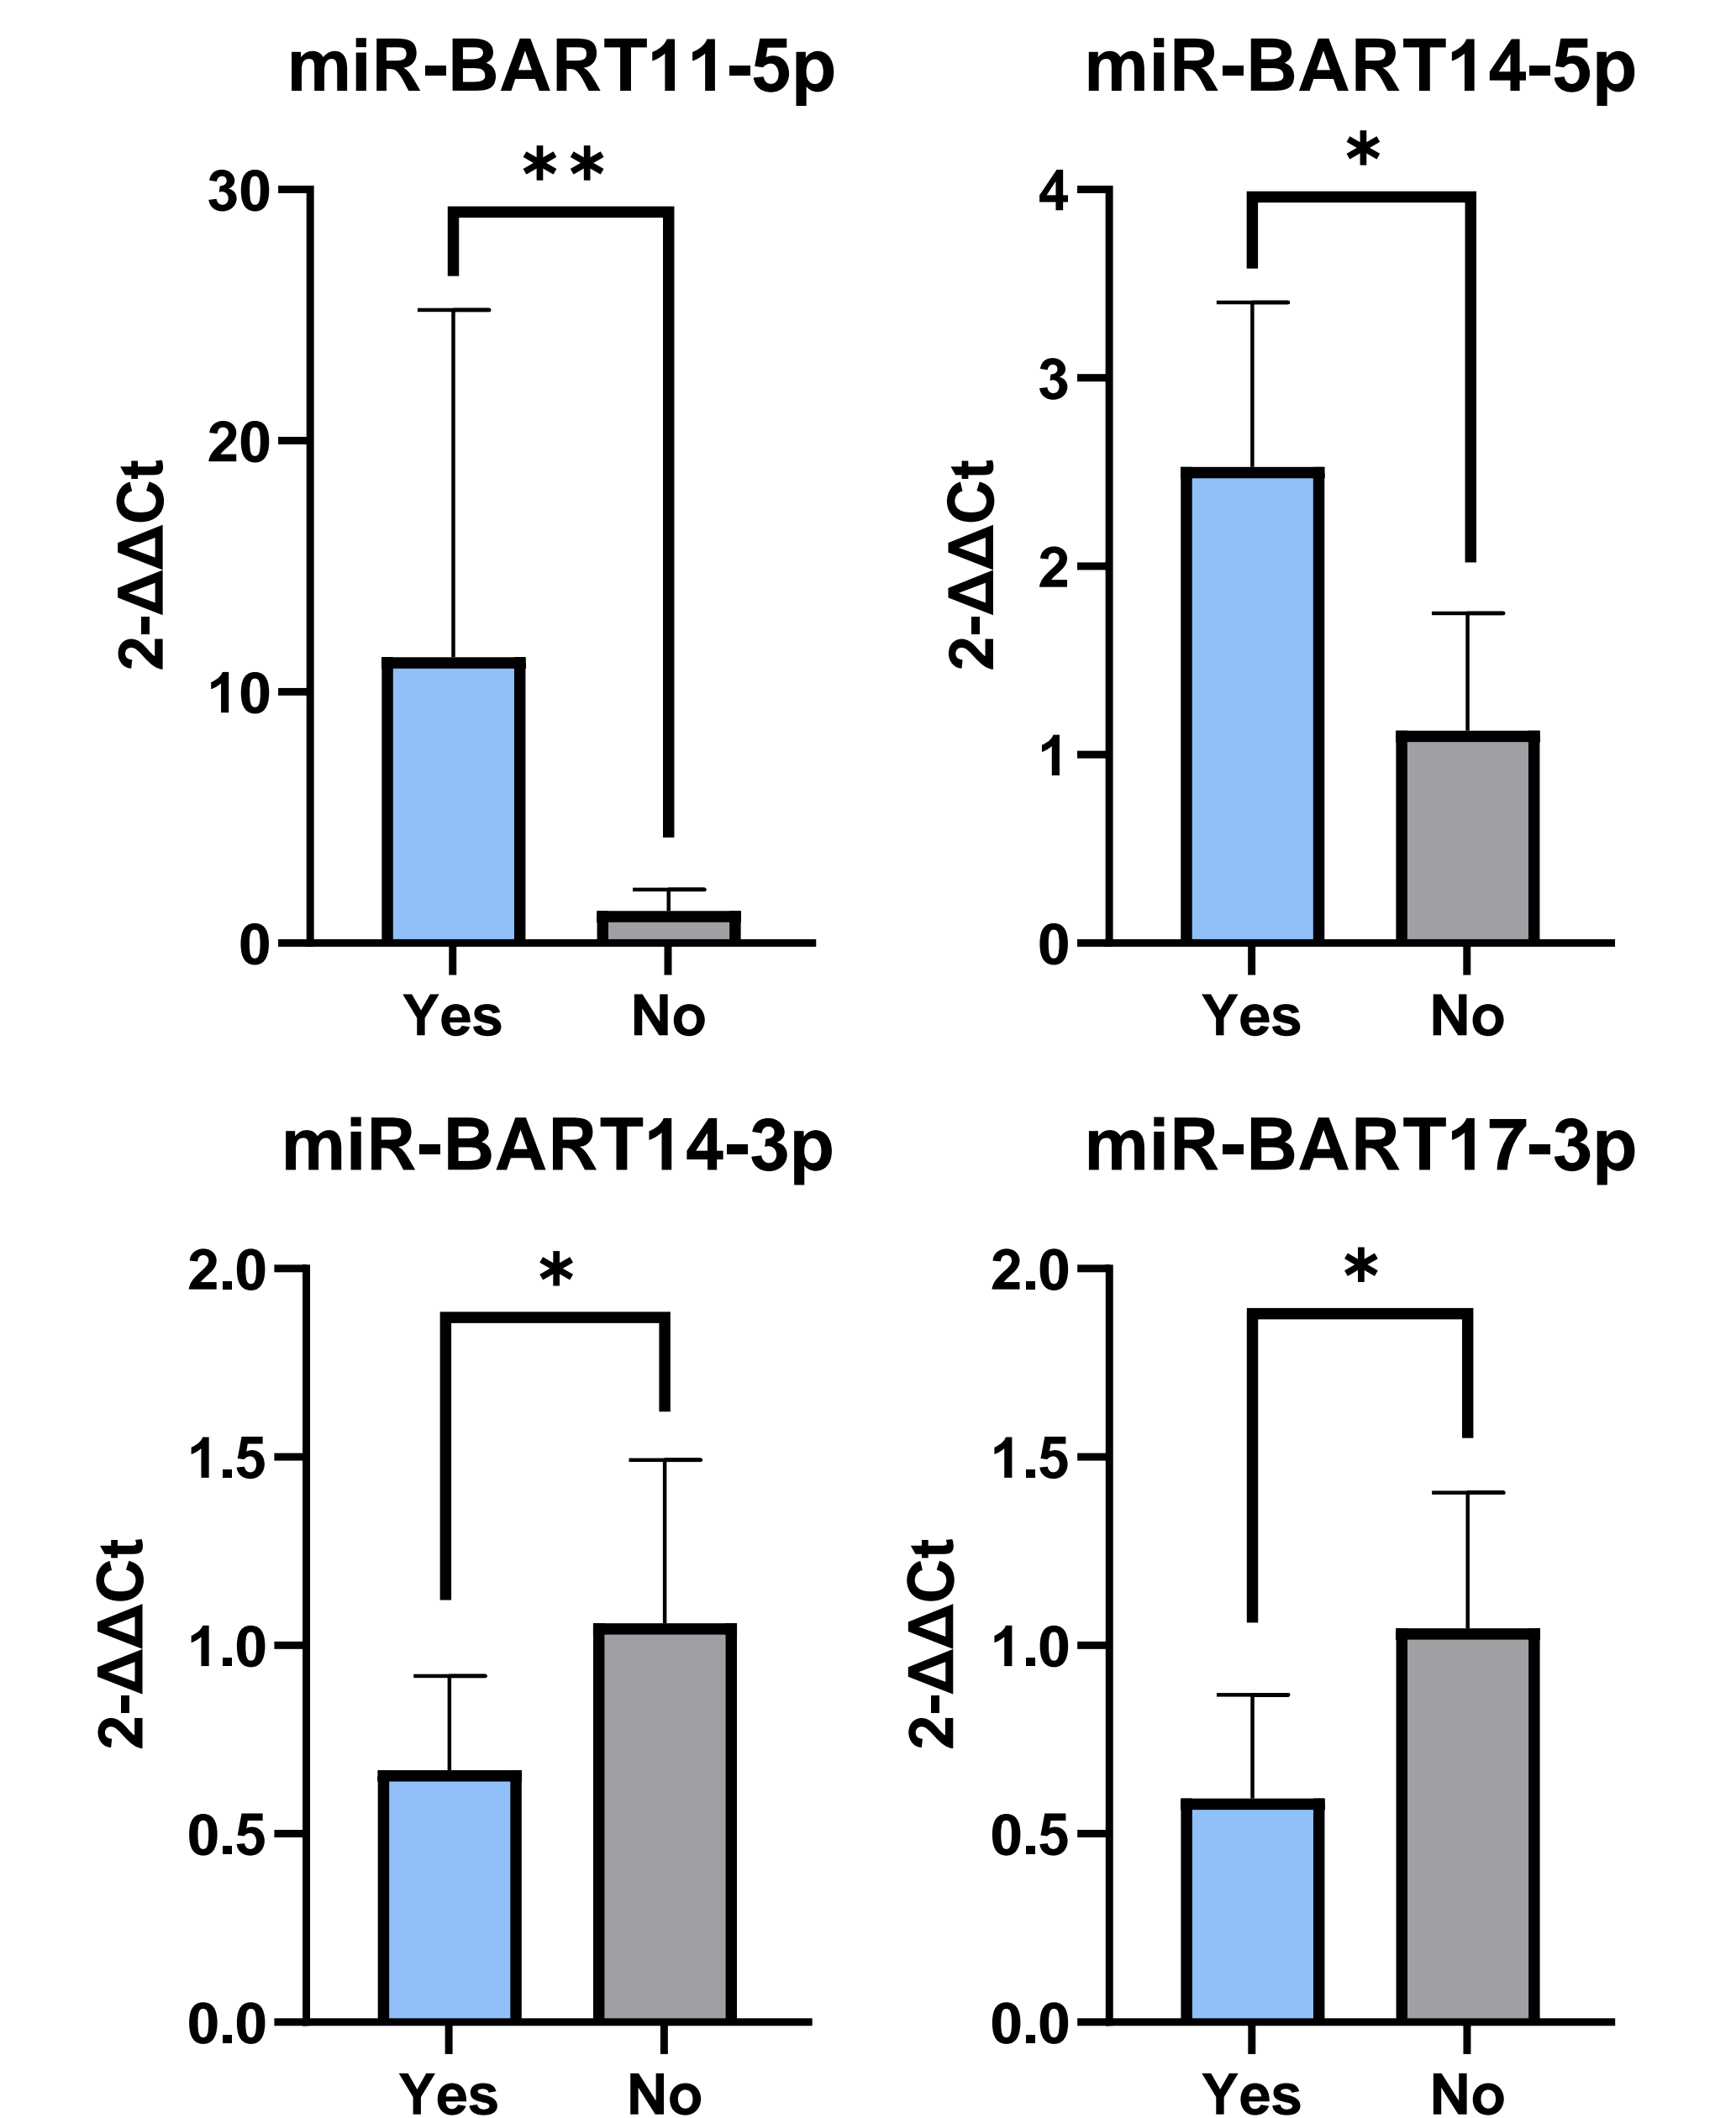 miR-BART11-5p
**
30
20
10
0
2-ΔΔCt
Yes No
miR-BART14-5p
*
4
3
2
1
0
2-ΔΔCt
Yes No
miR-BART14-3p
*
2.0
1.5
1.0
0.5
0.0
2-ΔΔCt
Yes No
miR-BART17-3p
*
2.0
1.5
1.0
0.5
0.0
2-ΔΔCt
Yes No